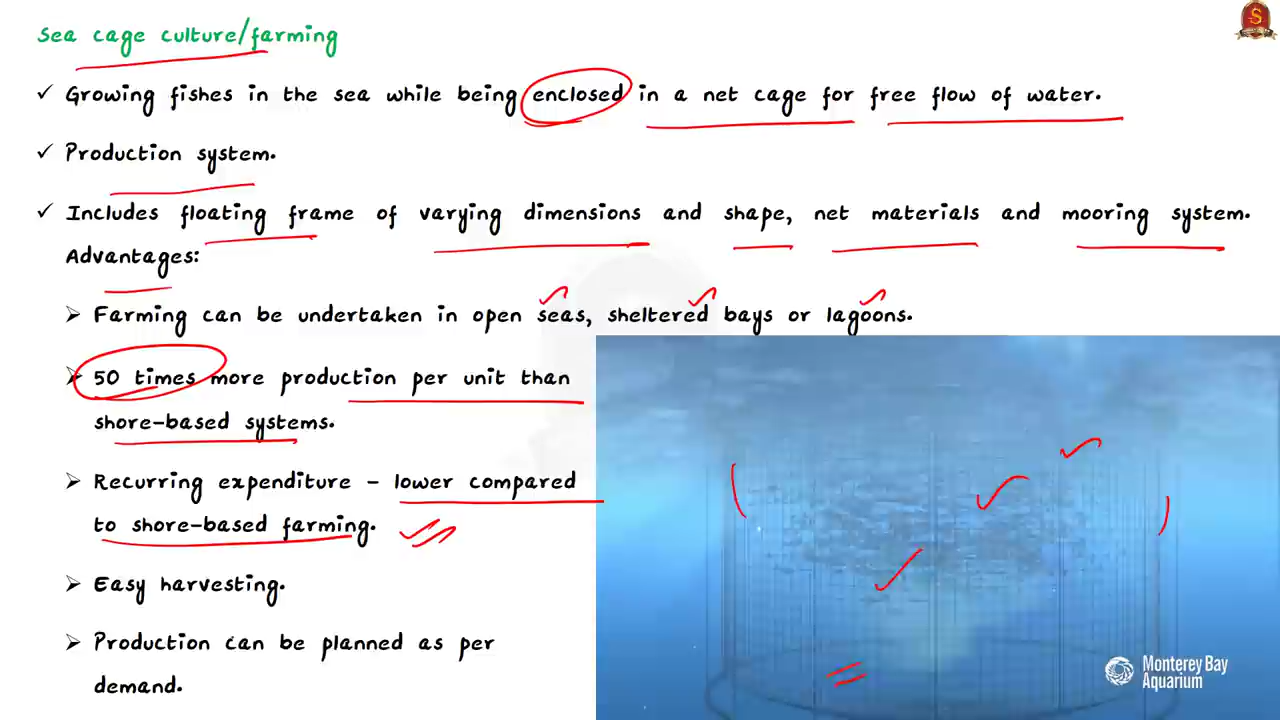 Sea cage culture/farming
✓ Growing fishes in the sea while being enclosed in a net cage for free flow of water.
✓ Production system.
✓ Includes floating frame of varying dimensions and shape, net materials and mooring system.
Advantages:
➢ Farming can be undertaken in open seas, sheltered bays or lagoons.
➢ 50 times more production per unit than
shore-based systems.
➢ Recurring expenditure – lower compared
to shore-based farming.
➢ Easy harvesting.
➢ Production can be planned as per
demand.
Monterey Bay
Aquarium